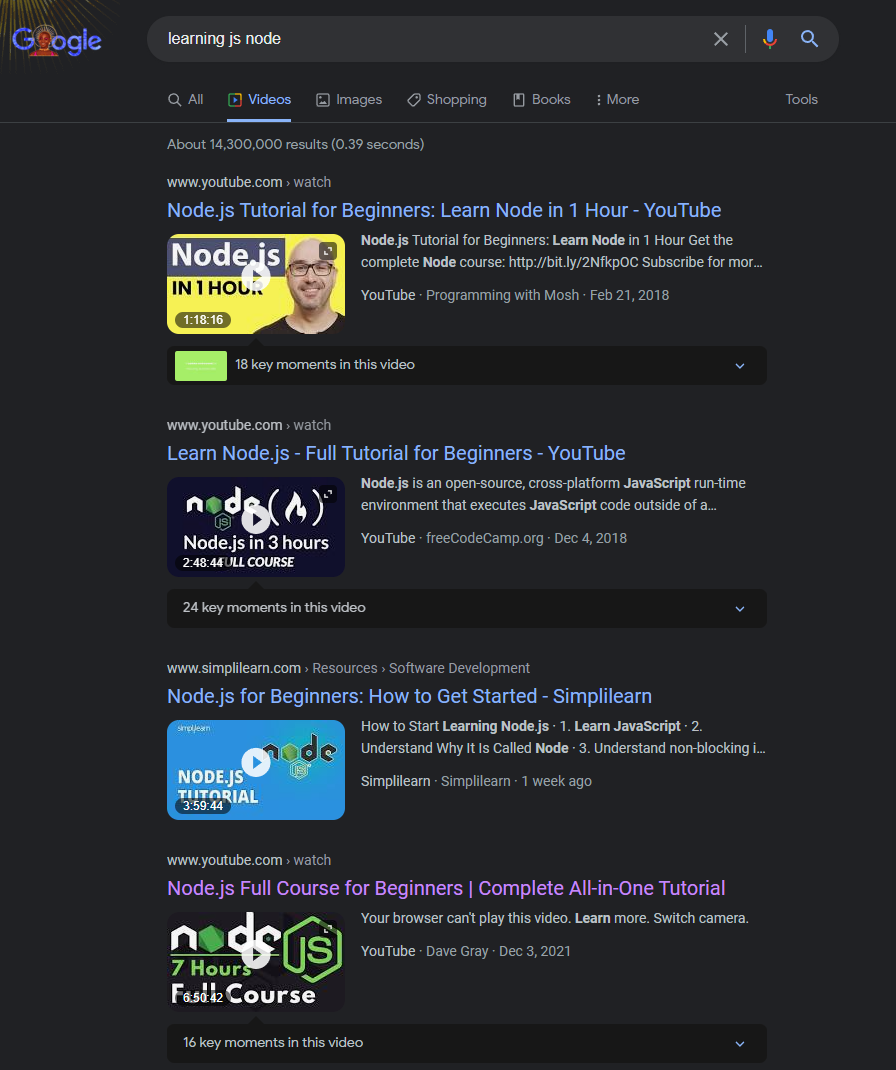 Google
learning js node
All Videos Images Shopping Books More Tools
About 14,300,000 results (0.39 seconds)
www.youtube.com › watch
Node.js Tutorial for Beginners: Learn Node in 1 Hour - YouTube
Node.js
IN 1 HOUR
1:18:16
Node.js Tutorial for Beginners: Learn Node in 1 Hour Get the
complete Node course: http://bit.ly/2NfkpOC Subscribe for mor...
YouTube · Programming with Mosh · Feb 21, 2018
18 key moments in this video
www.youtube.com › watch
Learn Node.js - Full Tutorial for Beginners - YouTube
node
JS
Node.js in 3 hours
FULL COURSE
2:48:44
Node.js is an open-source, cross-platform JavaScript run-time
environment that executes JavaScript code outside of a...
YouTube · freeCodeCamp.org · Dec 4, 2018
24 key moments in this video
www.simplilearn.com › Resources › Software Development
Node.js for Beginners: How to Get Started - Simplilearn
simplilearn
node
JS
NODE.JS
TUTORIAL
3:59:44
How to Start Learning Node.js · 1. Learn JavaScript · 2.
Understand Why It Is Called Node · 3. Understand non-blocking i...
Simplilearn · Simplilearn · 1 week ago
www.youtube.com › watch
Node.js Full Course for Beginners | Complete All-in-One Tutorial
node
JS
7 Hours
Full Course
6:50:42
Your browser can't play this video. Learn more. Switch camera.
YouTube · Dave Gray · Dec 3, 2021
16 key moments in this video